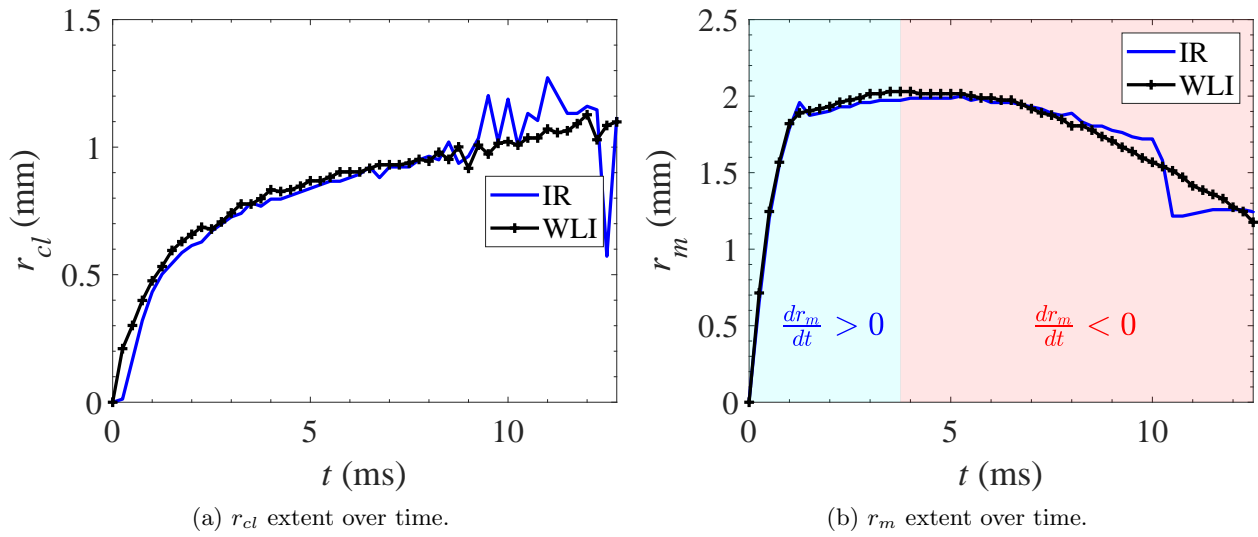 1.5
1
0.5
0
0 5 10
r_cl (mm)
t (ms)
IR
WLI
(a) r_cl extent over time.
2.5
2
1.5
1
0.5
0
0 5 10
r_m (mm)
t (ms)
IR
WLI
dr_m/dt > 0
dr_m/dt < 0
(b) r_m extent over time.